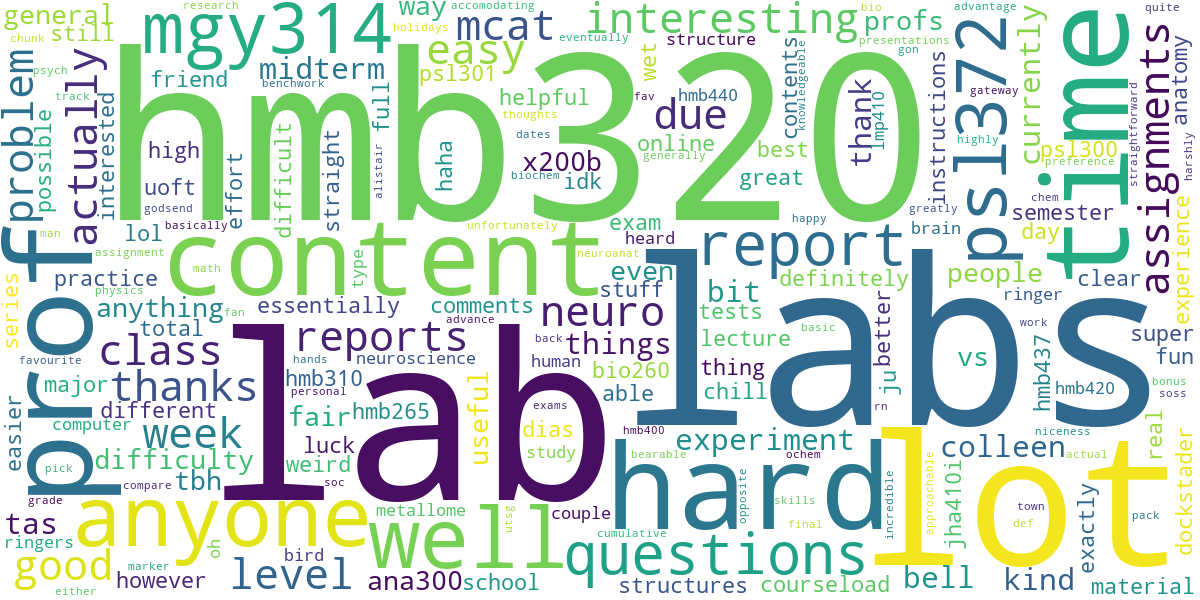 research
accomodating
advantage
bio
quite
general
way
interesting
profs
chunk
still
mgy314
mcat
holidays
eventually
presentations
gon
structure
easy
psych
friend
midterm
benchwork
psl301
wet
contents
knowledgeable
psl1372
time
currently
gateway
straightforward
assignments
anatomy
harshly
track
interested
actually
problem
possible
full
helpful
fav
hmb440
instructions
thoughts
hmb320
due
thank
lmp410
dates
online
generally
best
highly
psl300
preference
high
difficult
straight
alistair
haha
x200b
biochem
idk
great
uoft
effort
godsend
chem
greatly
semester
experience
man
lol
basically
unfortunately
exam
happy
brain
day
assignment
math
content
type
neuroanat
heard
report
prof
physics
practice
stuff
even
definitely
people
clear
series
anything
essentially
comments
bit
better
ringer
fan
tests
total
advance
neuro
basic
work
super
favourite
class
reports
hands
neuroscience
back
things
lecture
vs
fun
human
labs
major
thanks
hmb310
personal
bio260
thing
able
chill
juj
hmb437
hmb420
bonus
soss
easier
computer
different
fair
hmb265
useful
exams
rn
week
luck
dias
hmb400
experiment
niceness
real
pick
difficulty
weird
study
bearable
ochem
colleen
actual
compare
tbh
soc
lab
hard
opposite
skills
incredible
approachable
lot
jha410i
exactly
dockstader
grade
tas
anyone
metallome
utsg
couple
final
town
def
pack
ringers
oh
well
cumulative
questions
good
marker
bird
either
however
level
ana300
school
structures
courseload
bell
kind
material